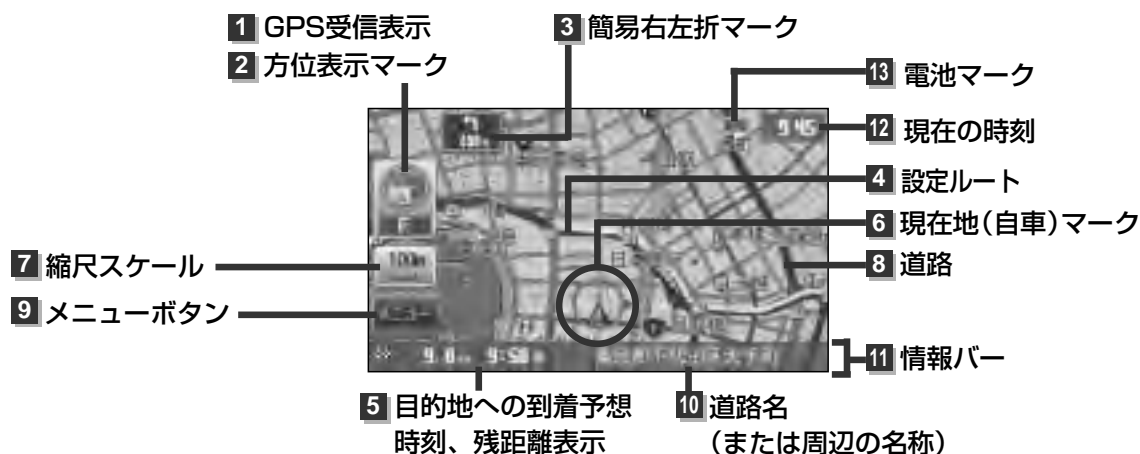 1 GPS受信表示
2 方位表示マーク
3 簡易右左折マーク
13 電池マーク
12 現在の時刻
9:45
4 設定ルート
6 現在地(自車)マーク
7 縮尺スケール
100m
8 道路
9 メニューボタン
11 情報バー
5 目的地への到着予想
時刻、残距離表示
10 道路名
(または周辺の名称)